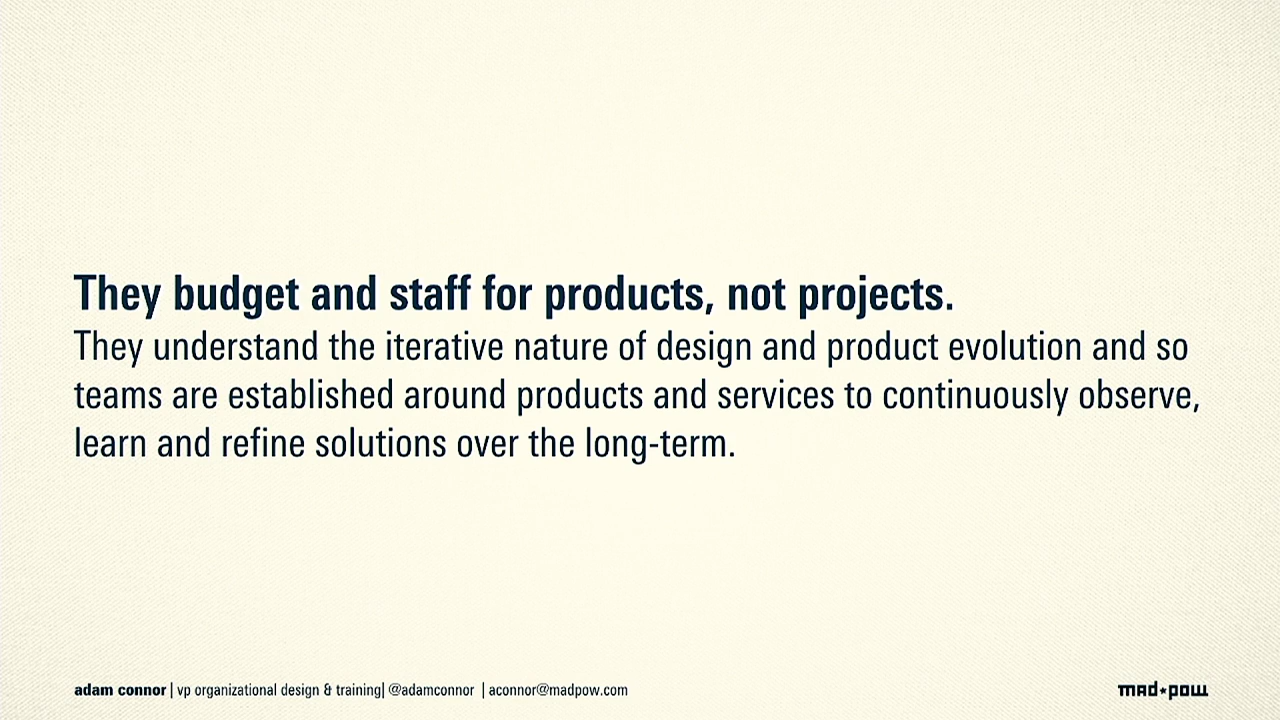 They budget and staff for products, not projects.
They understand the iterative nature of design and product evolution and so
teams are established around products and services to continuously observe,
learn and refine solutions over the long-term.
adam connor | vp organizational design & training| @adamconnor | aconnor@madpow.com
mad*pow